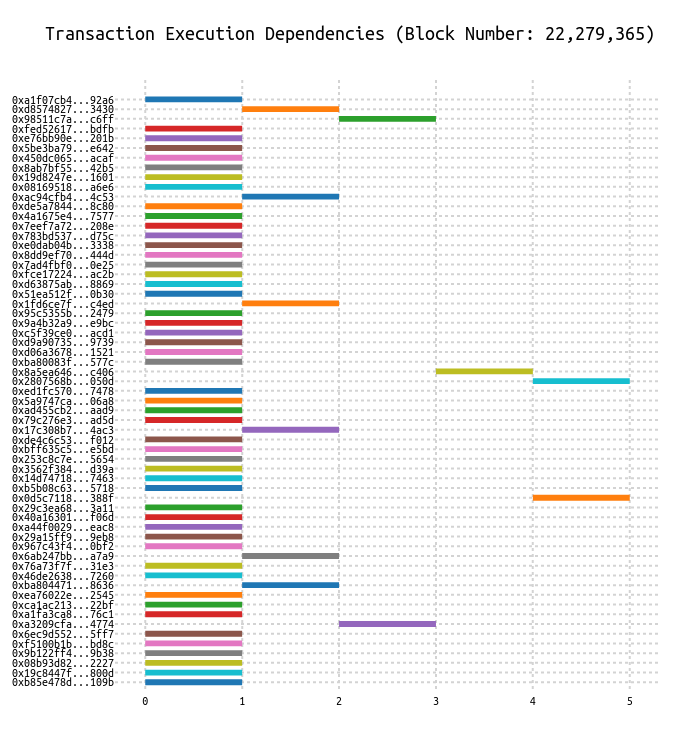 Transaction Execution Dependencies (Block Number: 22,279,365)
0xa1f07cb4...92a6
0xd8574827...3430
0x98511c7a...c6ff
0xfed52617...bdfb
0xe76bb90e...201b
0x5be3ba79...e642
0x450dc065...acaf
0x8ab7bf55...42b5
0x19d8247e...1601
0x08169518...a6e6
0xac94cfb4...4c53
0xde5a7844...8c80
0x4a1675e4...7577
0x7eef7a72...208e
0x783bd537...d75c
0xe0dab04b...3338
0x8dd9ef70...444d
0x7ad4fbf0...0e25
0xfce17224...ac2b
0xd63875ab...8869
0x51ea512f...0b30
0x1fd6ce7f...c4ed
0x95c5355b...2479
0x9a4b32a9...e9bc
0xc5f39ce0...acd1
0xd9a90735...9739
0xd06a3678...1521
0xba80083f...577c
0x8a5ea646...c406
0x2807568b...050d
0xed1fc570...7478
0x5a9747ca...06a8
0xad455cb2...aad9
0x79c276e3...ad5d
0x17c308b7...4ac3
0xde4c6c53...f012
0xbff635c5...e5bd
0x253c8c7e...5654
0x3562f384...d39a
0x14d74718...7463
0xb5b08c63...5718
0x0d5c7118...388f
0x29c3ea68...3a11
0x40a16301...f06d
0xa44f0029...eac8
0x29a15ff9...9eb8
0x967c43f4...0bf2
0x6ab247bb...a7a9
0x76a73f7f...31e3
0x46de2638...7260
0xba804471...8636
0xea76022e...2545
0xca1ac213...22bf
0xa1fa3ca8...76c1
0xa3209cfa...4774
0x6ec9d552...5ff7
0xf5100b1b...bd8c
0x9b122ff4...9b38
0x08b93d82...2227
0x19c8447f...800d
0xb85e478d...109b
0 1 2 3 4 5